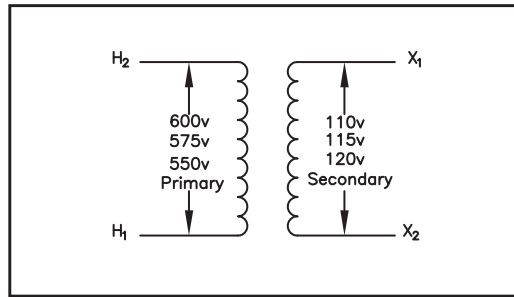 H₂
X₁
600v
575v
550v
Primary
110v
115v
120v
Secondary
H₁
X₂